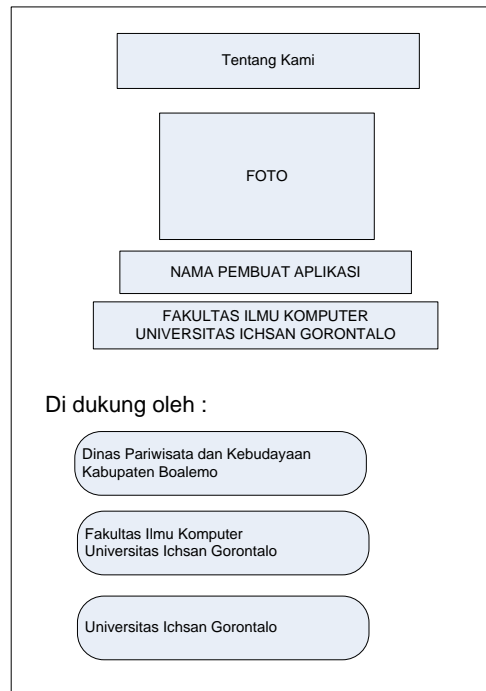 Tentang Kami
FOTO
NAMA PEMBUAT APLIKASI
FAKULTAS ILMU KOMPUTER
UNIVERSITAS ICHSAN GORONTALO
Di dukung oleh :
Dinas Pariwisata dan Kebudayaan
Kabupaten Boalemo
Fakultas Ilmu Komputer
Universitas Ichsan Gorontalo
Universitas Ichsan Gorontalo